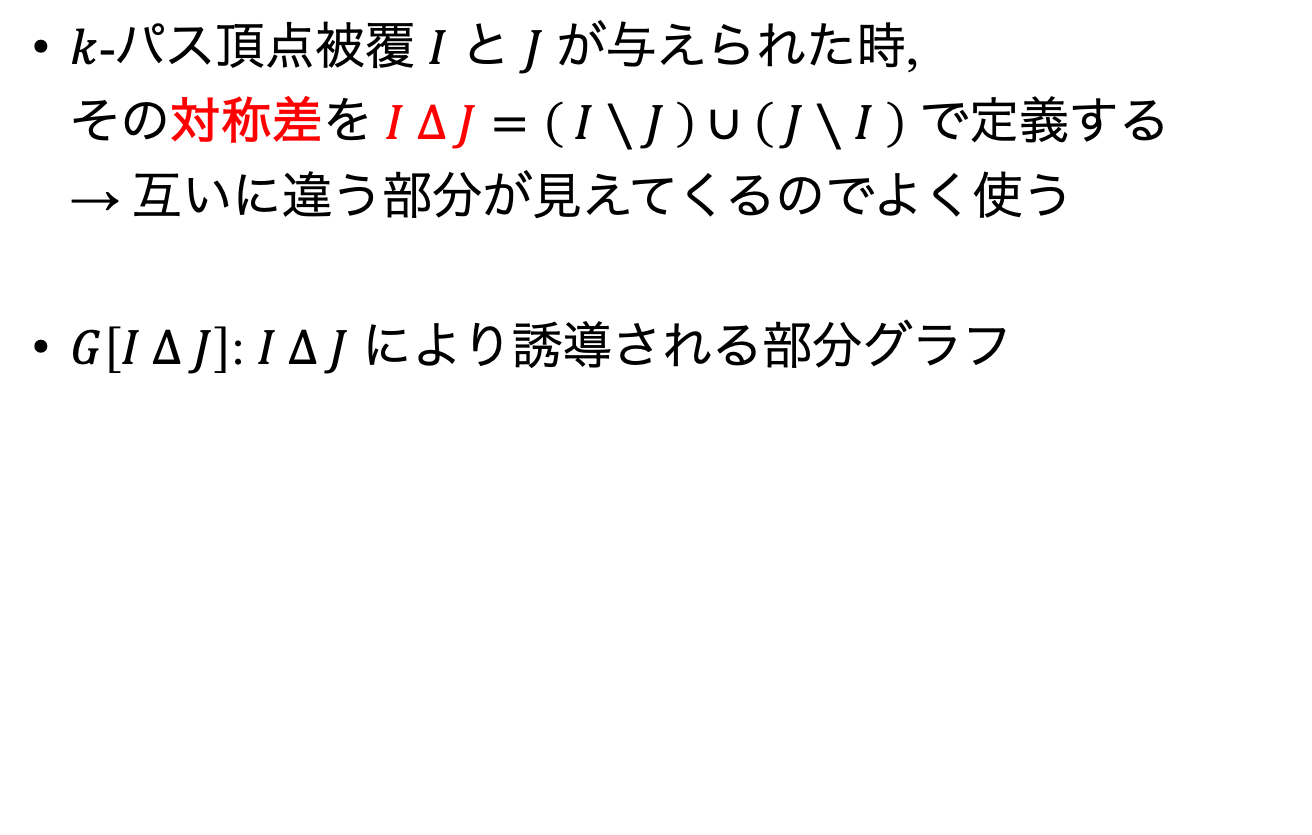 • k-パス頂点被覆 I と J が与えられた時,
その対称差を I Δ J = ( I \ J ) ∪ ( J \ I ) で定義する
→ 互いに違う部分が見えてくるのでよく使う
• G[I Δ J]: I Δ J により誘導される部分グラフ